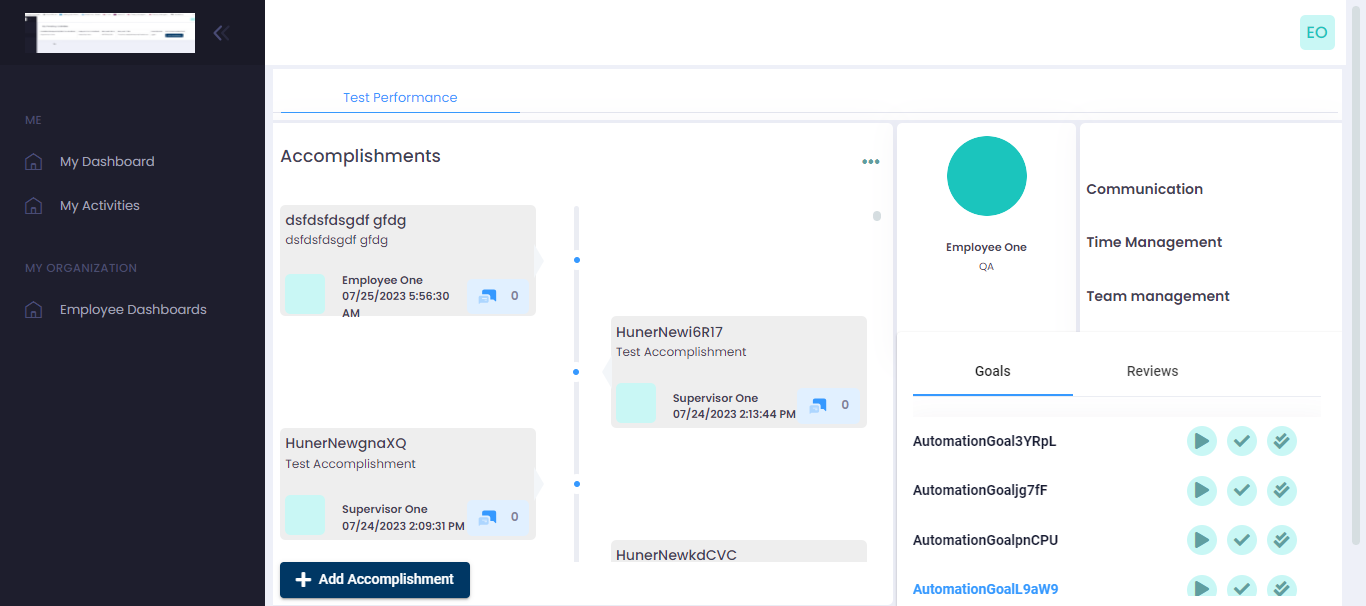 EO
ME
My Dashboard
My Activities
MY ORGANIZATION
Employee Dashboards
Test Performance
Accomplishments
dsfdsfdsgdf gfdg
dsfdsfdsgdf gfdg
Employee One
07/25/2023 5:56:30
AM
0
HunerNewi6R17
Test Accomplishment
Supervisor One
07/24/2023 2:13:44 PM
0
HunerNewgnaXQ
Test Accomplishment
Supervisor One
07/24/2023 2:09:31 PM
0
HunerNewkdCVC
Add Accomplishment
Employee One
QA
Communication
Time Management
Team management
Goals
Reviews
AutomationGoal3YRpL
AutomationGoaljg7fF
AutomationGoalpnCPU
AutomationGoalL9aW9